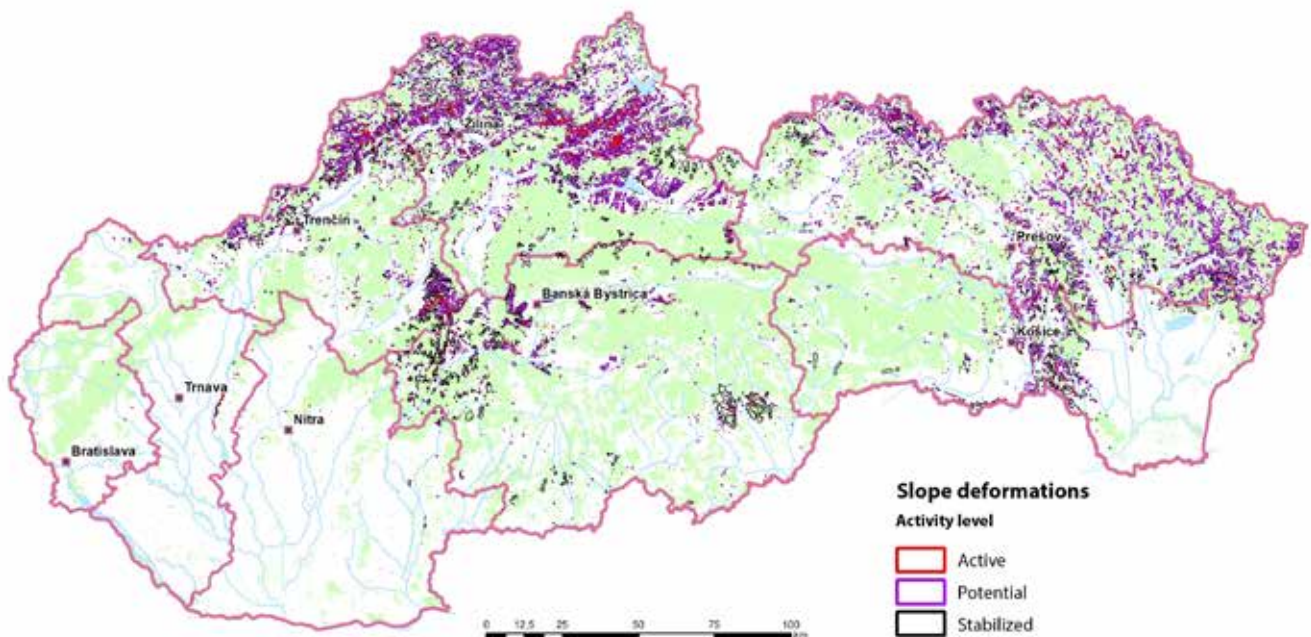 Žilina
Trenčín
Prešov
Banská Bystrica
Košice
Trnava
Nitra
Bratislava
Slope deformations
Activity level
Active
Potential
Stabilized
0 12,5 25 50 75 100
km